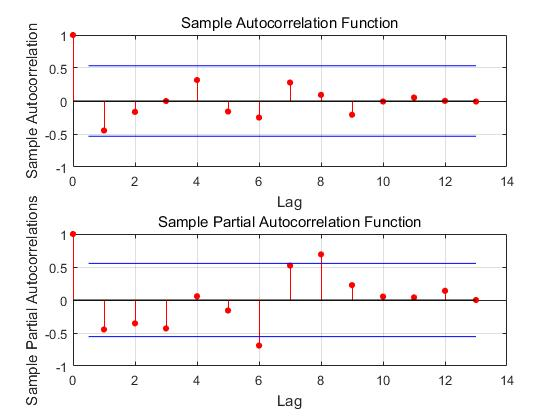 Sample Autocorrelation Function
Sample Autocorrelation
1
0.5
0
-0.5
-1
0 2 4 6 8 10 12 14
Lag
Sample Partial Autocorrelation Function
Sample Partial Autocorrelations
1
0.5
0
-0.5
-1
0 2 4 6 8 10 12 14
Lag